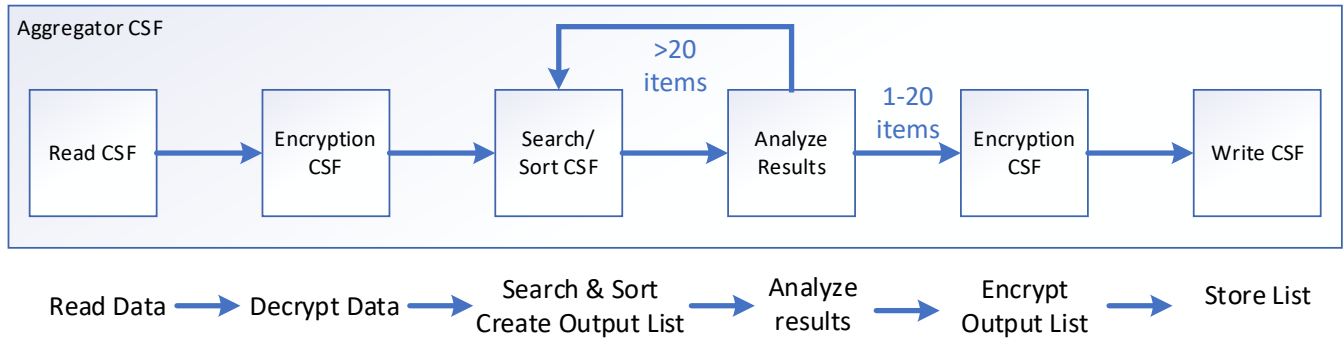 Aggregator CSF
>20
items
1-20
items
Read CSF
Encryption
CSF
Search/
Sort CSF
Analyze
Results
Encryption
CSF
Write CSF
Read Data
Decrypt Data
Search & Sort
Create Output List
Analyze
results
Encrypt
Output List
Store List